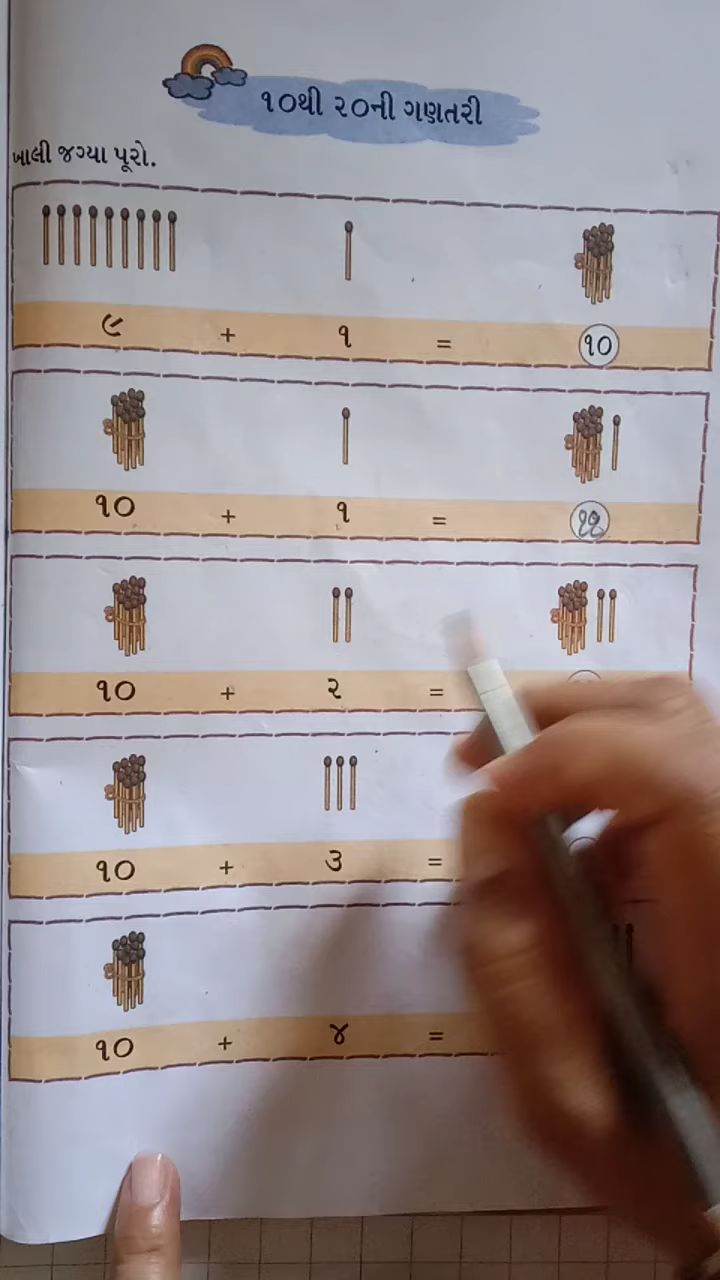 ૧૦થી ૨૦ની ગણતરી
ખાલી જગ્યા પૂરો.
૯ + ૧ = ૧૦
૧૦ + ૧ = ૧૧
૧૦ + ૨ =
૧૦ + ૩ =
૧૦ + ૪ =